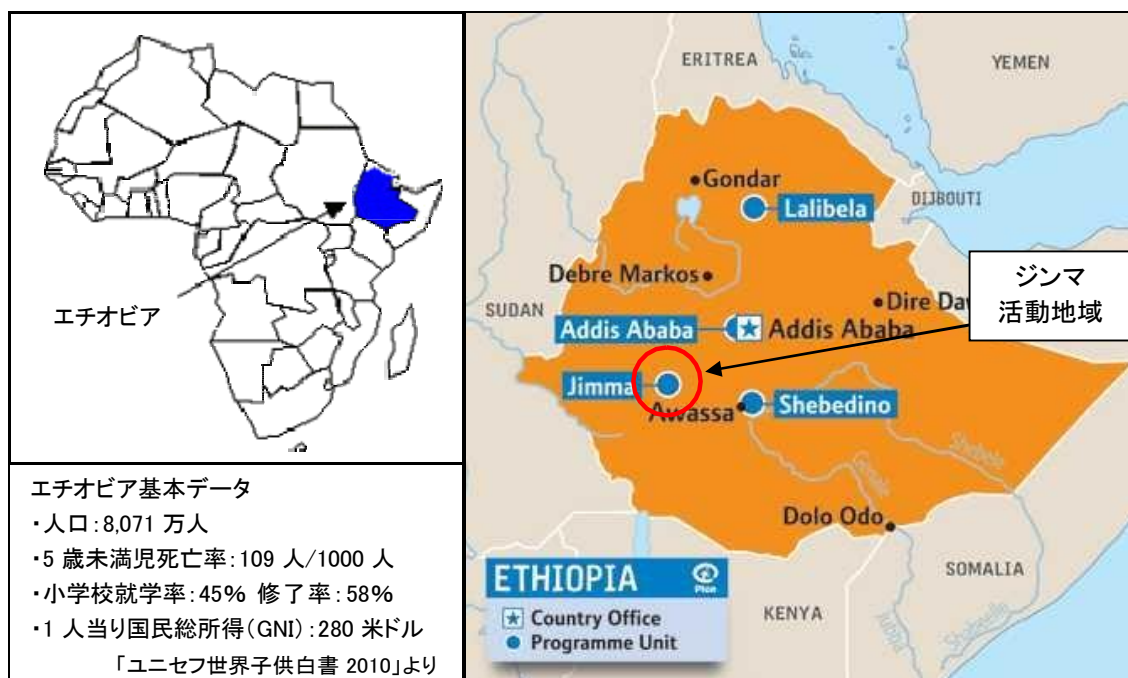 エチオピア
エチオピア基本データ
・人口：8,071 万人
・5 歳未満児死亡率：109 人/1000 人
・小学校就学率：45% 修了率：58%
・1 人当り国民総所得（GNI）：280 米ドル
「ユニセフ世界子供白書 2010」より
ERITREA
YEMEN
Gondar
Lalibela
DJIBOUTI
Debre Markos
Dire Daw
ジンマ
活動地域
SUDAN
Addis Ababa
Addis Ababa
Jimma
Awassa
Shebedino
Shebele
Dolo Odo
SOMALIA
KENYA
Shebele
ETHIOPIA
Plan
Country Office
Programme Unit